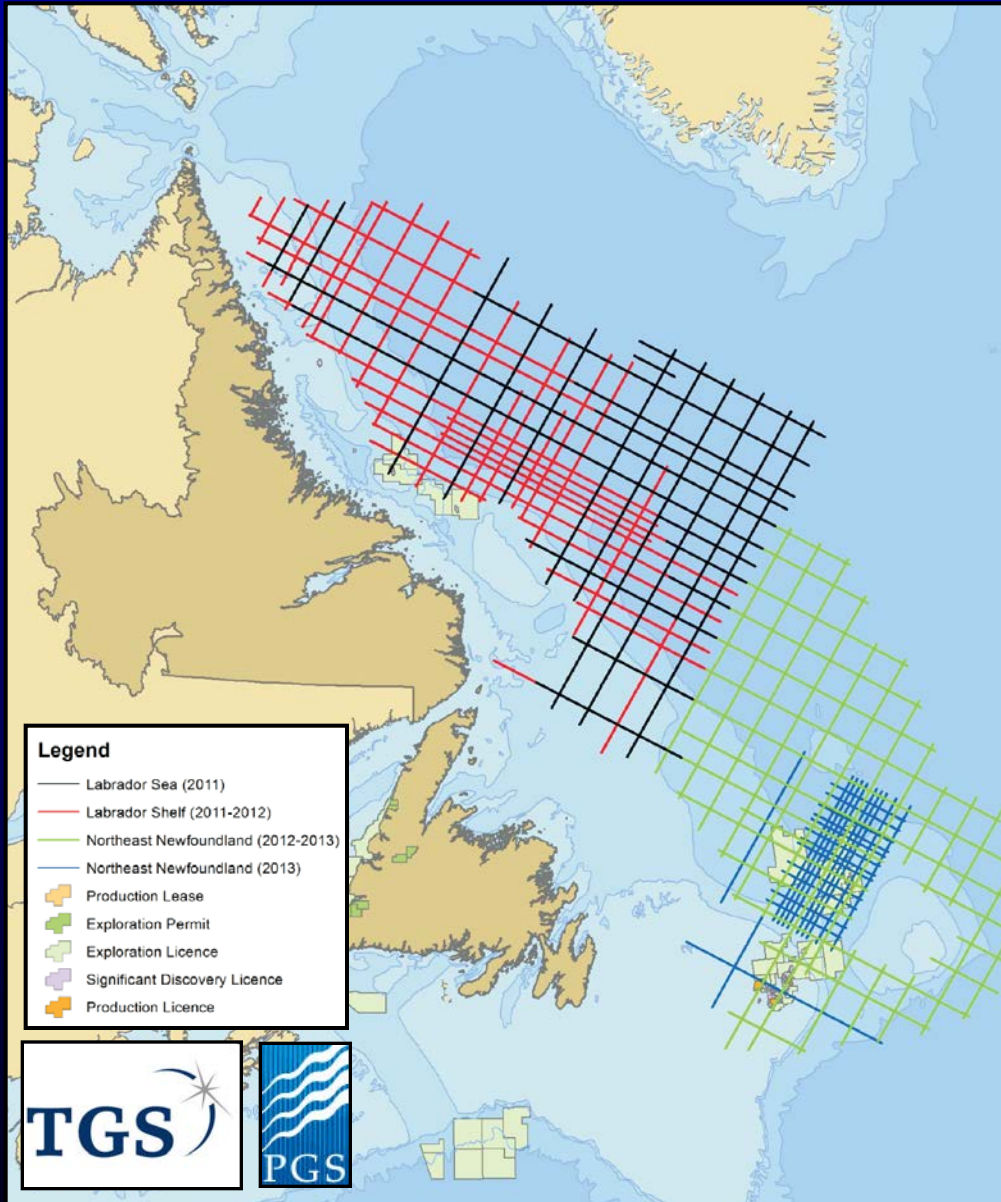 Legend
Labrador Sea (2011)
Labrador Shelf (2011-2012)
Northeast Newfoundland (2012-2013)
Northeast Newfoundland (2013)
Production Lease
Exploration Permit
Exploration Licence
Significant Discovery Licence
Production Licence
TGS
PGS